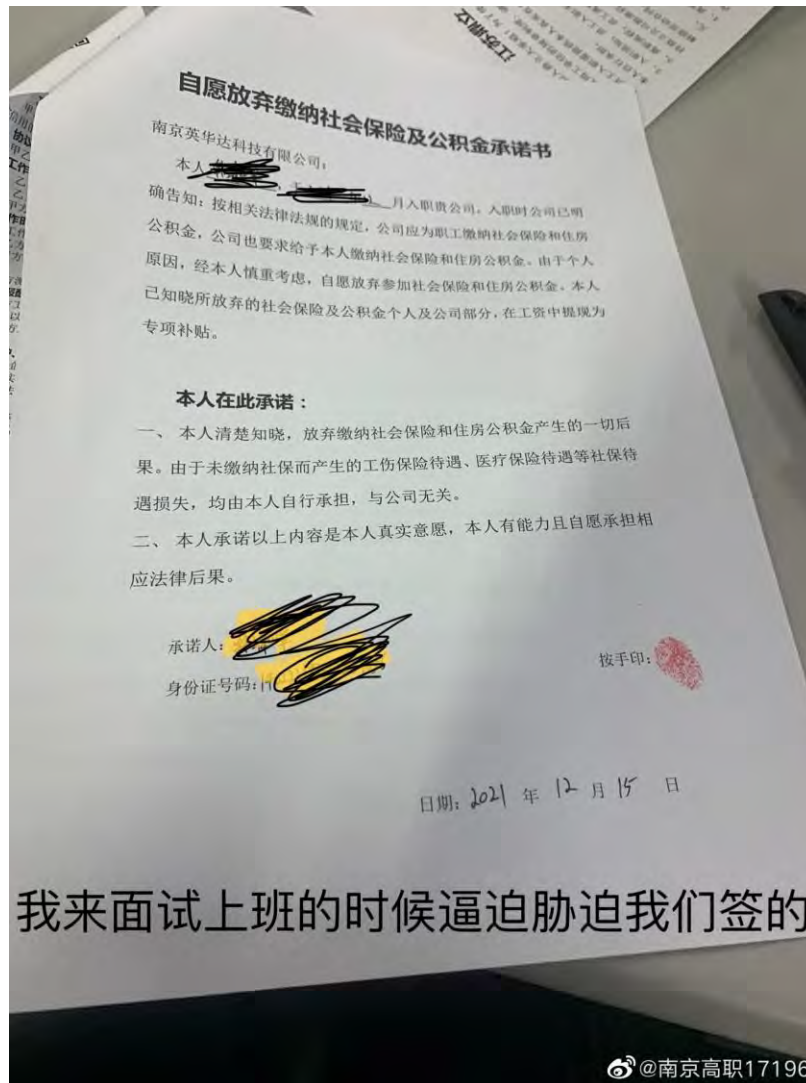 江苏鼎立
自愿放弃缴纳社会保险及公积金承诺书
南京英华达科技有限公司：
本人
月入职贵公司，入职时公司已明
确告知：按相关法律法规的规定，公司应为职工缴纳社会保险和住房
公积金，公司也要求给予本人缴纳社会保险和住房公积金。由于个人
原因，经本人慎重考虑，自愿放弃参加社会保险和住房公积金。本人
已知晓所放弃的社会保险及公积金个人及公司部分，在工资中提现为
专项补贴。
本人在此承诺：
一、 本人清楚知晓，放弃缴纳社会保险和住房公积金产生的一切后
果。由于未缴纳社保而产生的工伤保险待遇、医疗保险待遇等社保待
遇损失，均由本人自行承担，与公司无关。
二、 本人承诺以上内容是本人真实意愿，本人有能力且自愿承担相
应法律后果。
承诺人：
按手印：
身份证号码：
日期：2021 年 12 月 15 日
我来面试上班的时候逼迫胁迫我们签的
@南京高职17196